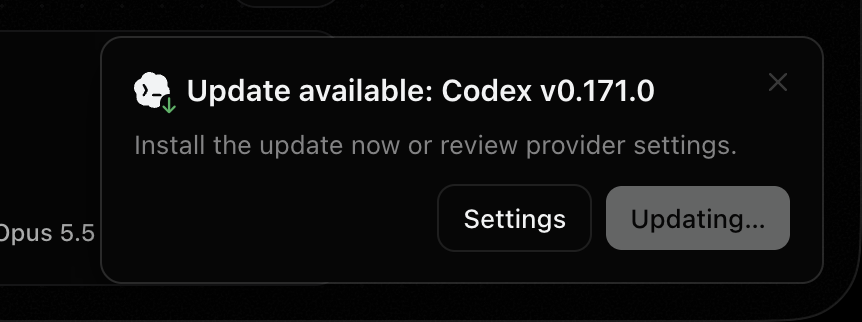 Update available: Codex v0.171.0
Install the update now or review provider settings.
Opus 5.5
Settings
Updating...